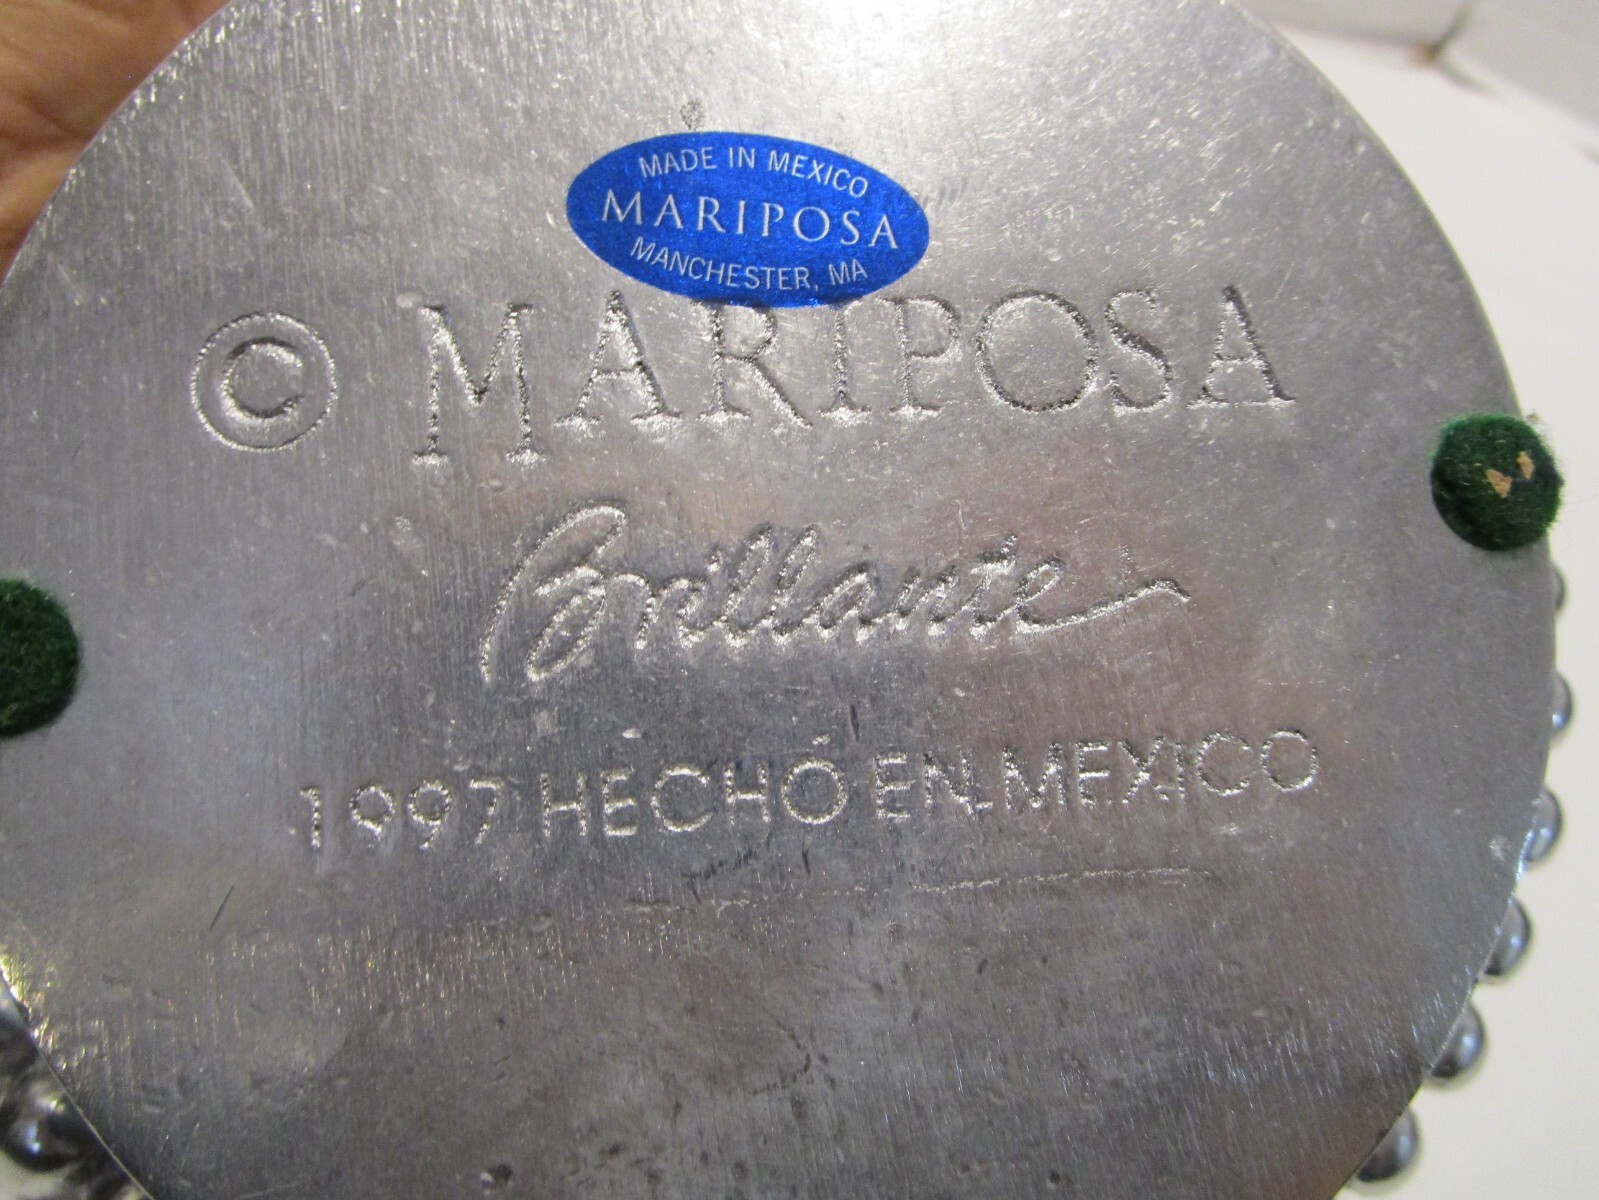 MADE IN MEXICO
MARIPOSA
MANCHESTER, MA
© MARIPOSA
Brillante
1997 HECHO EN MEXICO